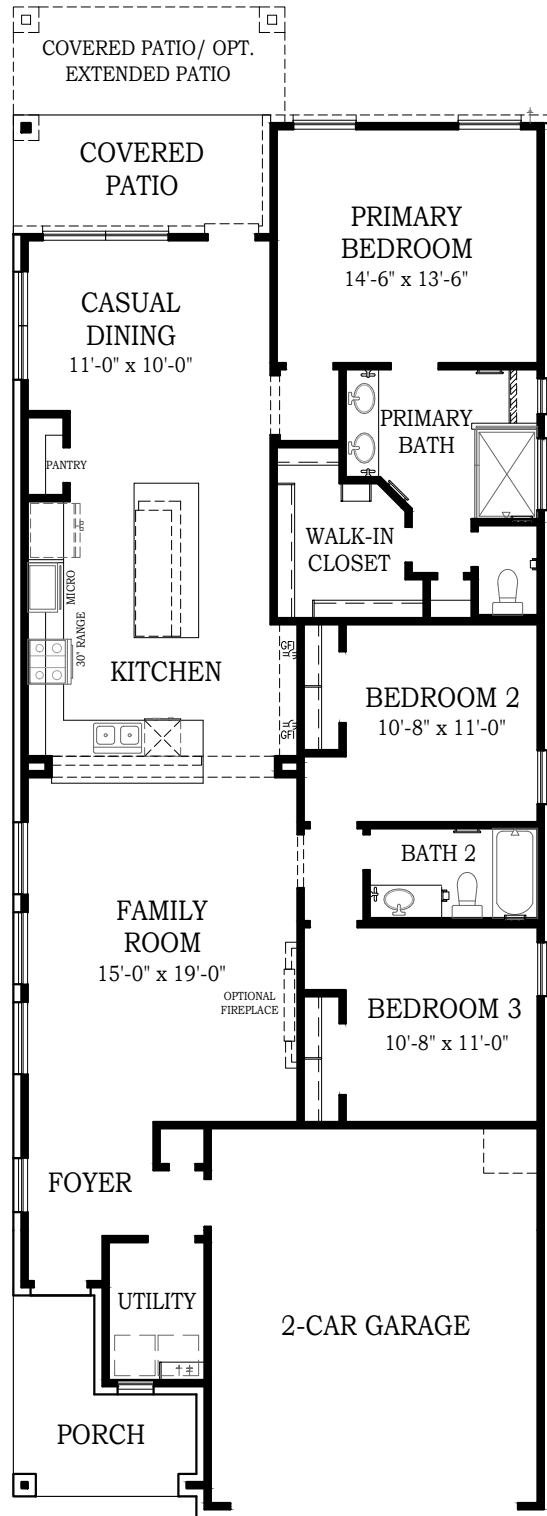 COVERED PATIO/ OPT.
EXTENDED PATIO
COVERED
PATIO
PRIMARY
BEDROOM
14'-6" x 13'-6"
CASUAL
DINING
11'-0" x 10'-0"
PRIMARY
BATH
PANTRY
WALK-IN
CLOSET
MICRO
30" RANGE
KITCHEN
GFI
GFI
BEDROOM 2
10'-8" x 11'-0"
BATH 2
FAMILY
ROOM
15'-0" x 19'-0"
OPTIONAL
FIREPLACE
BEDROOM 3
10'-8" x 11'-0"
FOYER
UTILITY
2-CAR GARAGE
PORCH